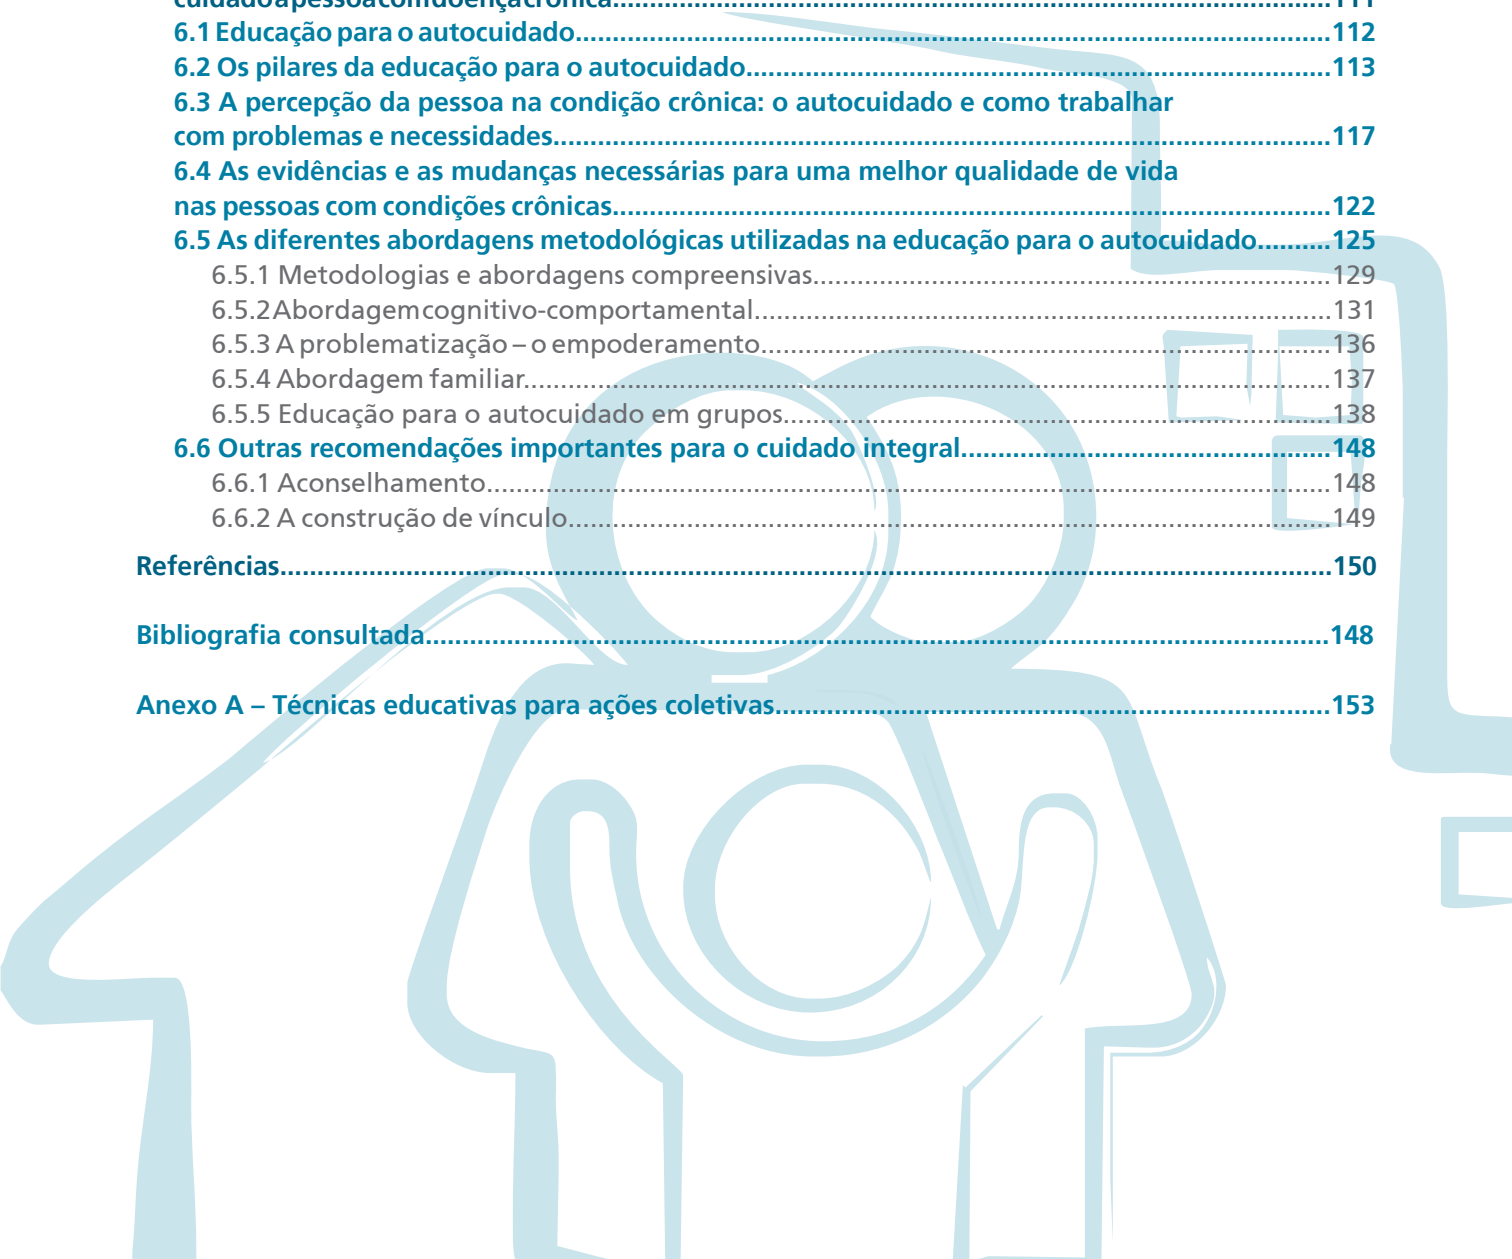 cuidado à pessoa com doença crônica....................111
6.1 Educação para o autocuidado....................112
6.2 Os pilares da educação para o autocuidado....................113
6.3 A percepção da pessoa na condição crônica: o autocuidado e como trabalhar
com problemas e necessidades....................117
6.4 As evidências e as mudanças necessárias para uma melhor qualidade de vida
nas pessoas com condições crônicas....................122
6.5 As diferentes abordagens metodológicas utilizadas na educação para o autocuidado..........125
6.5.1 Metodologias e abordagens compreensivas....................129
6.5.2 Abordagem cognitivo-comportamental....................131
6.5.3 A problematização – o empoderamento....................136
6.5.4 Abordagem familiar....................137
6.5.5 Educação para o autocuidado em grupos....................138
6.6 Outras recomendações importantes para o cuidado integral....................148
6.6.1 Aconselhamento....................148
6.6.2 A construção de vínculo....................149
Referências....................150
Bibliografia consultada....................148
Anexo A – Técnicas educativas para ações coletivas....................153